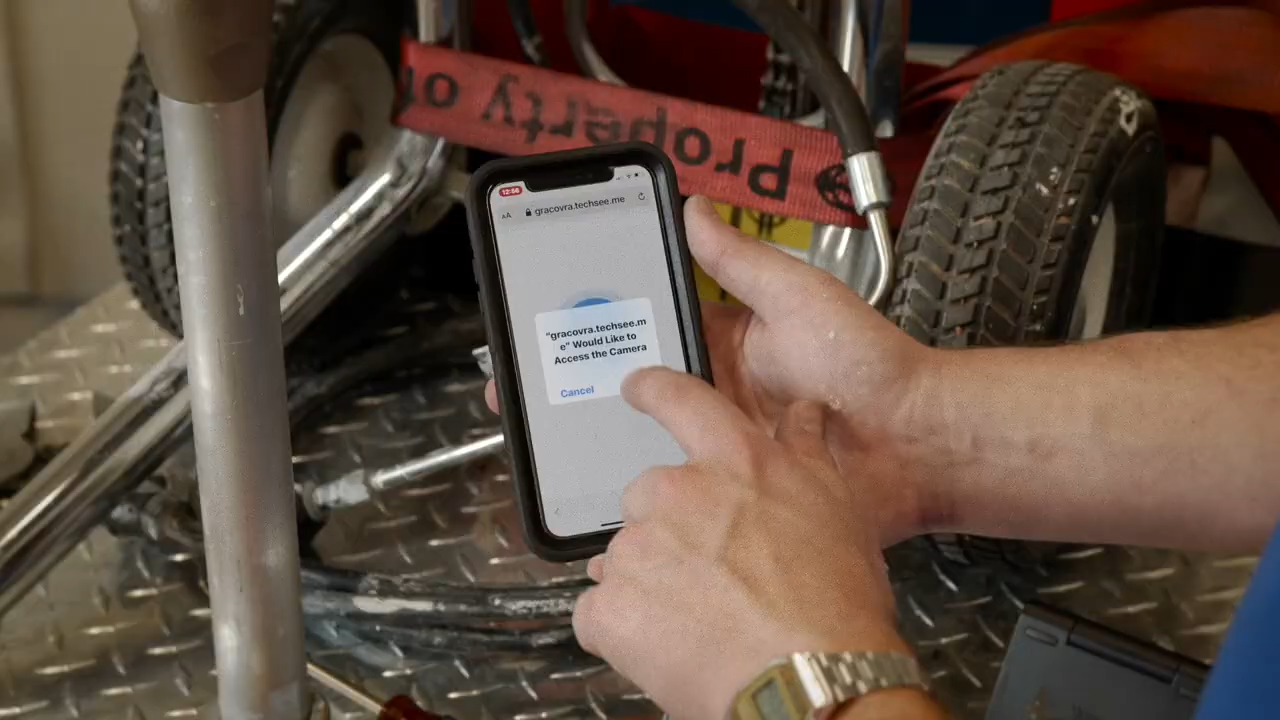 Property of
12:56
AA gracovra.techsee.me
"gracovra.techsee.m
e" Would Like to
Access the Camera
Cancel